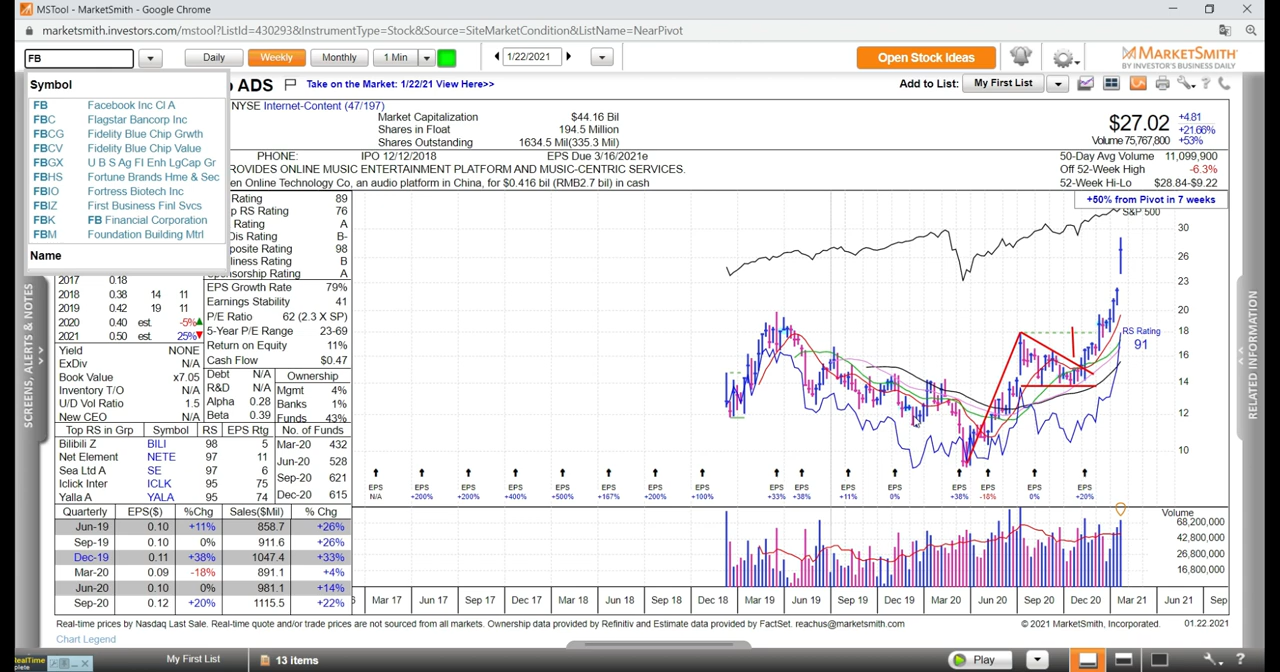 MSTool - MarketSmith - Google Chrome
marketsmith.investors.com/mstool?ListId=430293&InstrumentType=Stock&Source=SiteMarketCondition&ListName=NearPivot
FB Daily Weekly Monthly 1 Min 1/22/2021 Open Stock Ideas MARKETSMITH
BY INVESTOR'S BUSINESS DAILY
Symbol
ADS Take on the Market: 1/22/21 View Here>> Add to List: My First List
FB Facebook Inc Cl A
FBC Flagstar Bancorp Inc
FBCG Fidelity Blue Chip Grwth
FBCV Fidelity Blue Chip Value
FBGX U B S Ag FI Enh LgCap Gr
FBHS Fortune Brands Hme & Sec
FBIO Fortress Biotech Inc
FBIZ First Business Finl Svcs
FBK FB Financial Corporation
FBM Foundation Building Mtrl
Name
NYSE Internet-Content (47/197)
Market Capitalization $44.16 Bil
Shares in Float 194.5 Million
Shares Outstanding 1634.5 Mil(335.3 Mil)
PHONE: IPO 12/12/2018 EPS Due 3/16/2021e
ROVIDES ONLINE MUSIC ENTERTAINMENT PLATFORM AND MUSIC-CENTRIC SERVICES.
en Online Technology Co, an audio platform in China, for $0.416 bil (RMB2.7 bil) in cash
$27.02 +4.81
+21.66%
Volume 75,767,800 +53%
50-Day Avg Volume 11,099,900
Off 52-Week High -6.3%
52-Week Hi-Lo $28.84-$9.22
+50% from Pivot in 7 weeks
S&P 500
Rating 89
RS Rating 76
Rating A
Dis Rating B-
posite Rating 98
liness Rating B
sorship Rating A
EPS Growth Rate 79%
Earnings Stability 41
P/E Ratio 62 (2.3 X SP)
5-Year P/E Range 23-69
Return on Equity 11%
Cash Flow $0.47
2017 0.18
2018 0.38 14 11
2019 0.42 19 11
2020 0.40 est. -5%
2021 0.50 est. 25%
Yield NONE
ExDiv N/A
Book Value x7.05
Inventory T/O N/A
U/D Vol Ratio 1.5
New CEO N/A
Debt N/A
R&D N/A
Alpha 0.28
Beta 0.39
Ownership
Mgmt 4%
Banks 1%
Funds 43%
Top RS in Grp Symbol RS EPS Rtg
Bilibili Z BILI 98 5
Net Element NETE 97 11
Sea Ltd A SE 97 6
Iclick Inter ICLK 95 75
Yalla A YALA 95 74
No. of Funds
Mar-20 432
Jun-20 528
Sep-20 621
Dec-20 615
Quarterly EPS($) %Chg Sales($Mil) % Chg
Jun-19 0.10 +11% 858.7 +26%
Sep-19 0.10 0% 911.6 +26%
Dec-19 0.11 +38% 1047.4 +33%
Mar-20 0.09 -18% 891.1 +4%
Jun-20 0.10 0% 981.1 +14%
Sep-20 0.12 +20% 1115.5 +22%
30
26
23
20
18
16
14
12
10
RS Rating
91
EPS EPS EPS EPS EPS EPS EPS EPS EPS EPS EPS EPS EPS EPS EPS EPS
N/A +200% +200% +400% +500% +167% +200% +100% +33% +38% +11% 0% +38% -18% 0% +20%
Volume
68,200,000
42,800,000
26,800,000
16,800,000
6 Mar 17 Jun 17 Sep 17 Dec 17 Mar 18 Jun 18 Sep 18 Dec 18 Mar 19 Jun 19 Sep 19 Dec 19 Mar 20 Jun 20 Sep 20 Dec 20 Mar 21 Jun 21 Sep
Real-time prices by Nasdaq Last Sale. Real-time quote and/or trade prices are not sourced from all markets. Ownership data provided by Refinitiv and Estimate data provided by FactSet. reachus@marketsmith.com © 2021 MarketSmith, Incorporated. 01.22.2021
Chart Legend
SCREENS, ALERTS & NOTES
RELATED INFORMATION
RealTime
plete
My First List 13 items Play